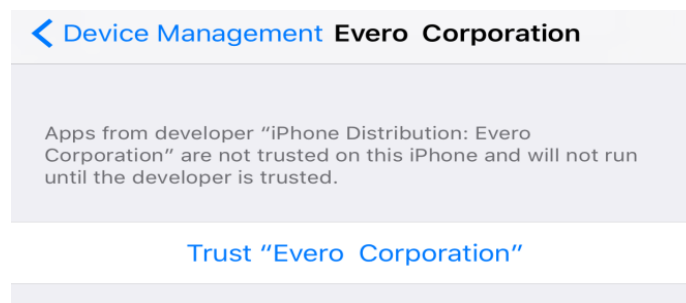 Device Management Evero Corporation
Apps from developer “iPhone Distribution: Evero
Corporation” are not trusted on this iPhone and will not run
until the developer is trusted.
Trust “Evero Corporation”